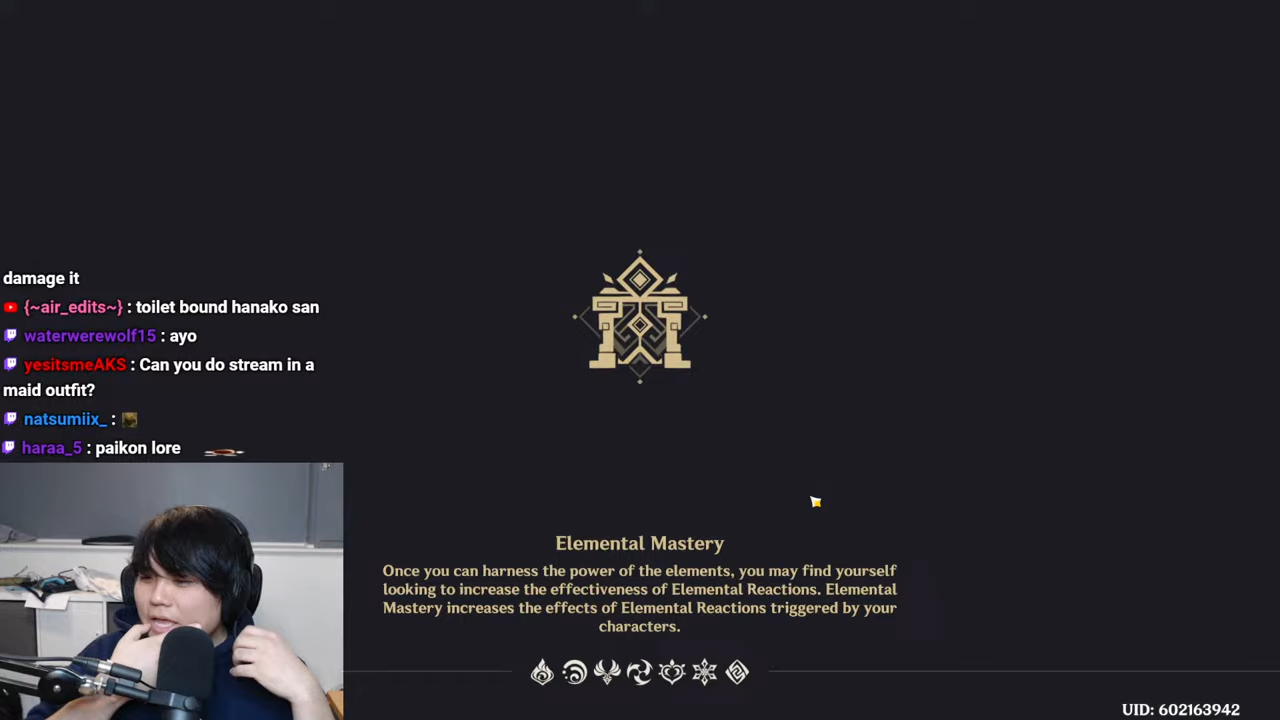 damage it
{~air_edits~} : toilet bound hanako san
waterwerewolf15 : ayo
yesitsmeAKS : Can you do stream in a
maid outfit?
natsumiix_ :
haraa_5 : paikon lore
Elemental Mastery
Once you can harness the power of the elements, you may find yourself
looking to increase the effectiveness of Elemental Reactions. Elemental
Mastery increases the effects of Elemental Reactions triggered by your
characters.
UID: 602163942